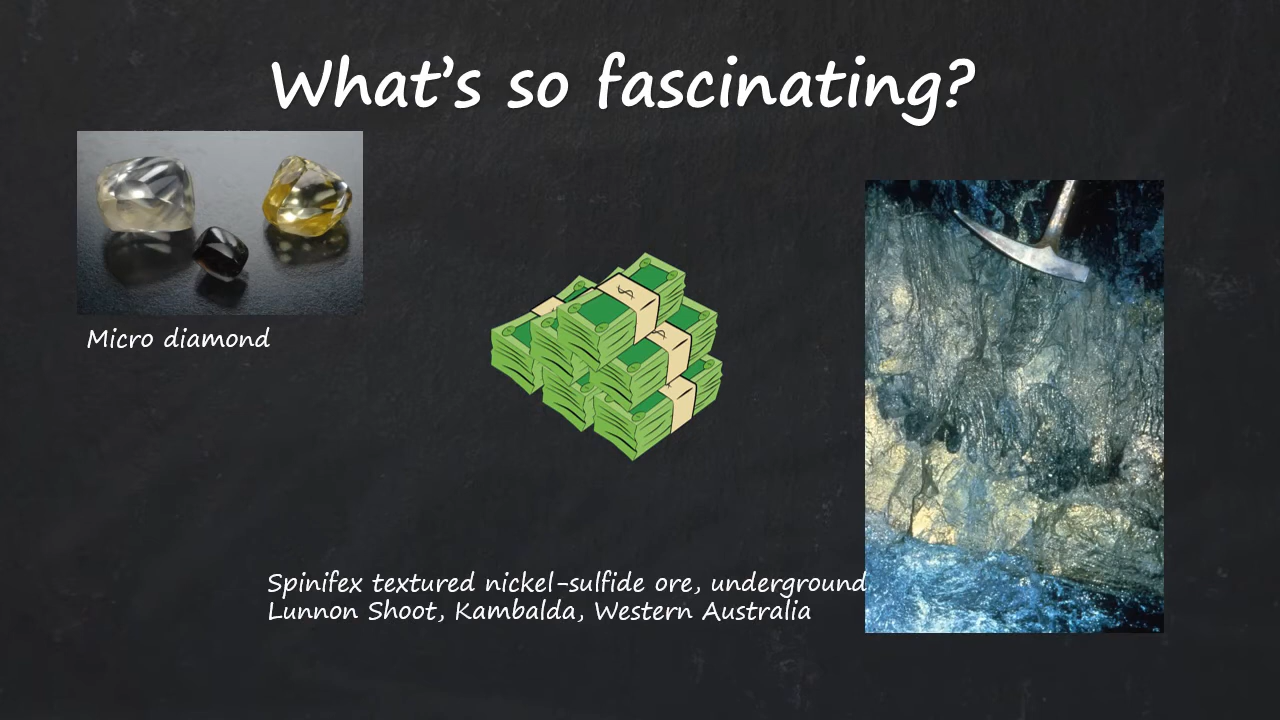 What's so fascinating?
Micro diamond
Spinifex textured nickel-sulfide ore, underground
Lunnon Shoot, Kambalda, Western Australia